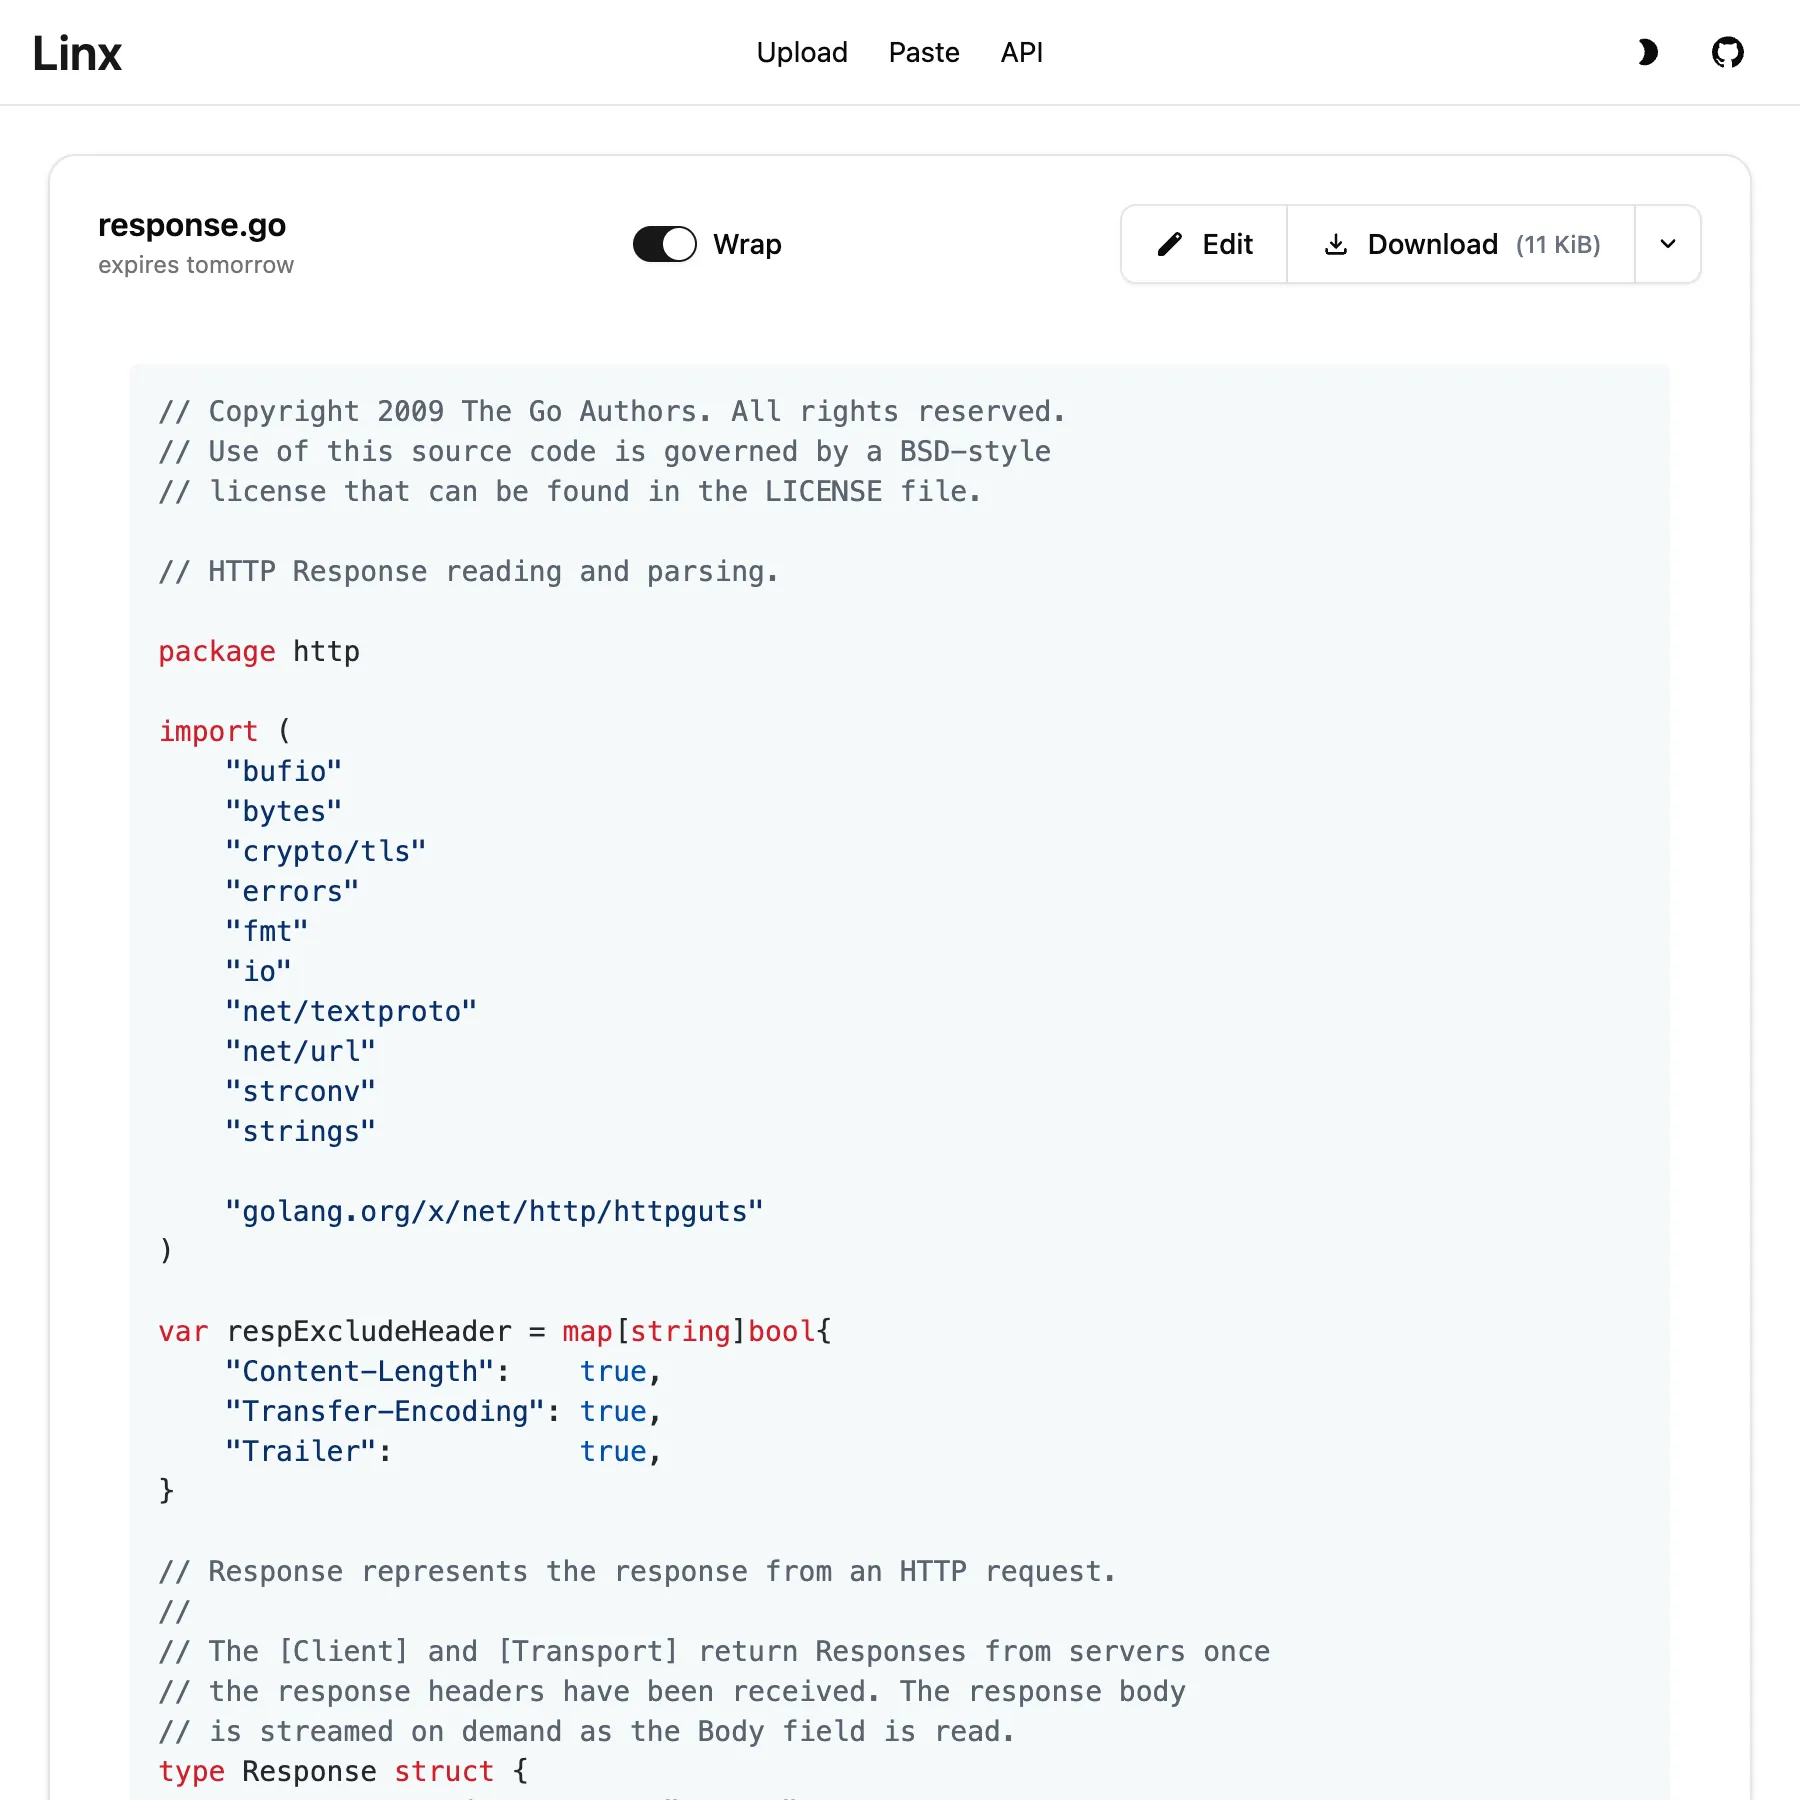 Linx
Upload Paste API
response.go
expires tomorrow
Wrap
Edit
Download (11 KiB)
// Copyright 2009 The Go Authors. All rights reserved.
// Use of this source code is governed by a BSD-style
// license that can be found in the LICENSE file.
// HTTP Response reading and parsing.
package http
import (
"bufio"
"bytes"
"crypto/tls"
"errors"
"fmt"
"io"
"net/textproto"
"net/url"
"strconv"
"strings"
"golang.org/x/net/http/httpguts"
)
var respExcludeHeader = map[string]bool{
"Content-Length":    true,
"Transfer-Encoding": true,
"Trailer":           true,
}
// Response represents the response from an HTTP request.
//
// The [Client] and [Transport] return Responses from servers once
// the response headers have been received. The response body
// is streamed on demand as the Body field is read.
type Response struct {